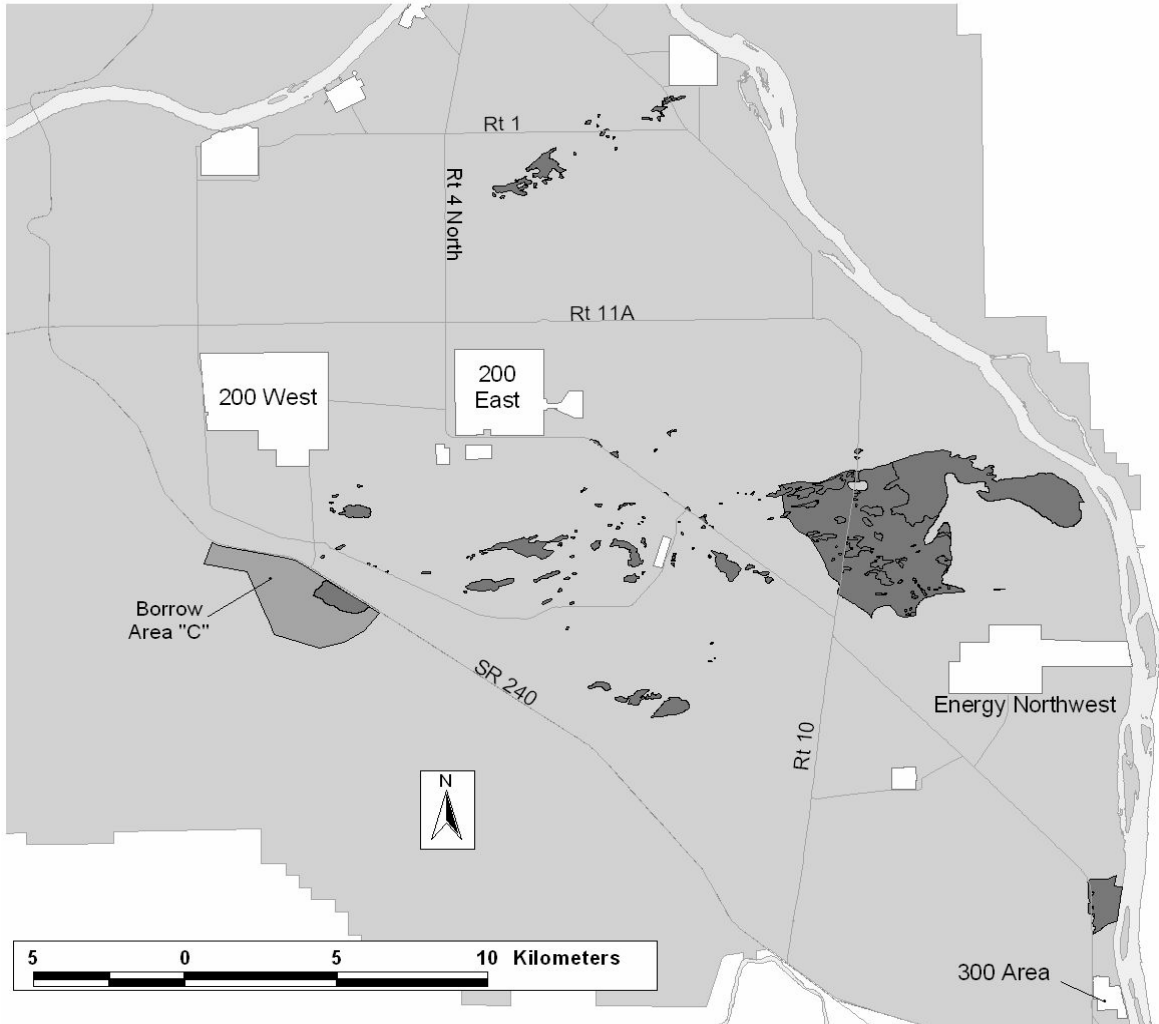 Rt 1
Rt 4 North
Rt 11A
200 West
200
East
Borrow
Area "C"
SR 240
Energy Northwest
Rt 10
N
5 0 5 10 Kilometers
300 Area